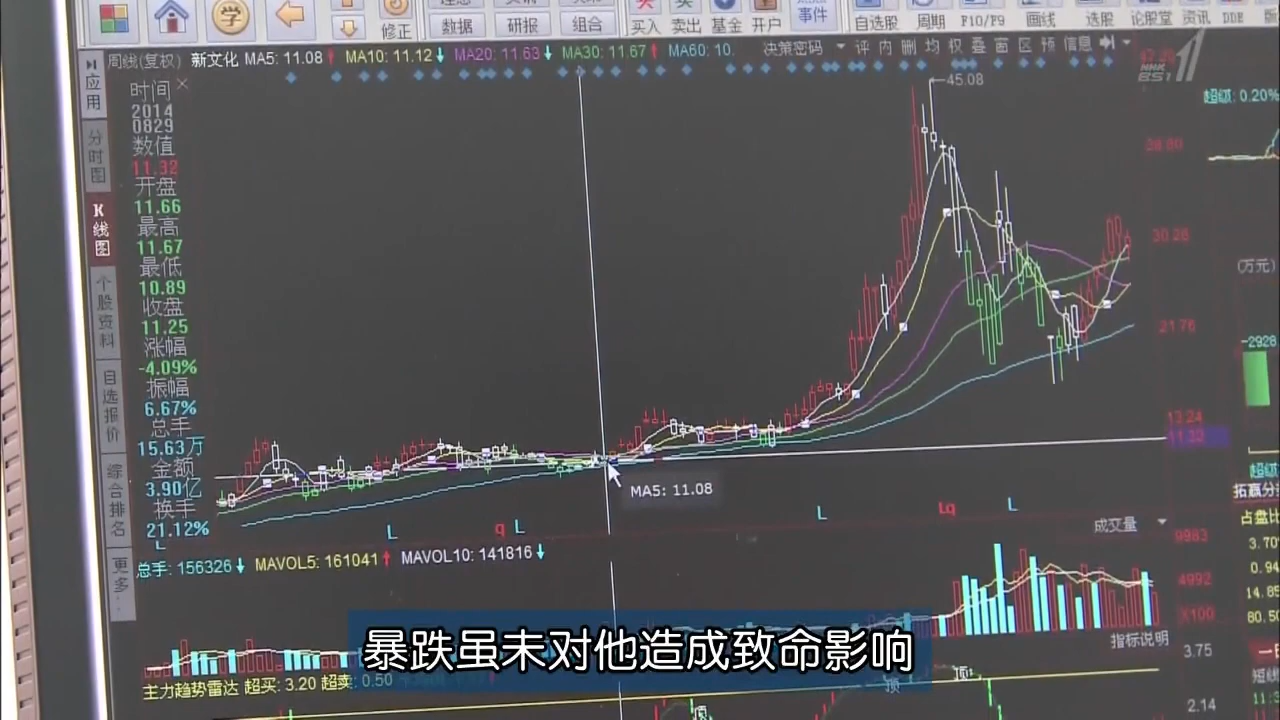 学
修正
数据 研报 组合
买入 卖出 基金 开户
事件
自选股 周期 F10/F9 画线 选股 论股堂 资讯 DDE
周线(复权) 新文化 MA5: 11.08↑ MA10: 11.12↓ MA20: 11.63↓ MA30: 11.67↑ MA60: 10.
决策密码 评 内 删 均 权 叠 窗 区 预 信息
NHK BS1
应用
分时图
K线图
个股资料
自选报价
综合排名
更多
时间
2014
0829
数值
11.32
开盘
11.66
最高
11.67
最低
10.89
收盘
11.25
涨幅
-4.09%
振幅
6.67%
总手
15.63万
金额
3.90亿
换手
21.12%
45.08
超级: 0.20%
30.26
(万元)
21.76
-2928
13.24
11.32
MA5: 11.08
L L q L L Lq L
成交量
9983
4992
X100
总手: 156326↓ MAVOL5: 161041↑ MAVOL10: 141816↓
超级
拓赢分
占盘比
3.70
0.94
14.85
80.50
指标说明
3.75
2.14
主力趋势雷达 超买: 3.20 超卖: 0.50
顶 顶
暴跌虽未对他造成致命影响